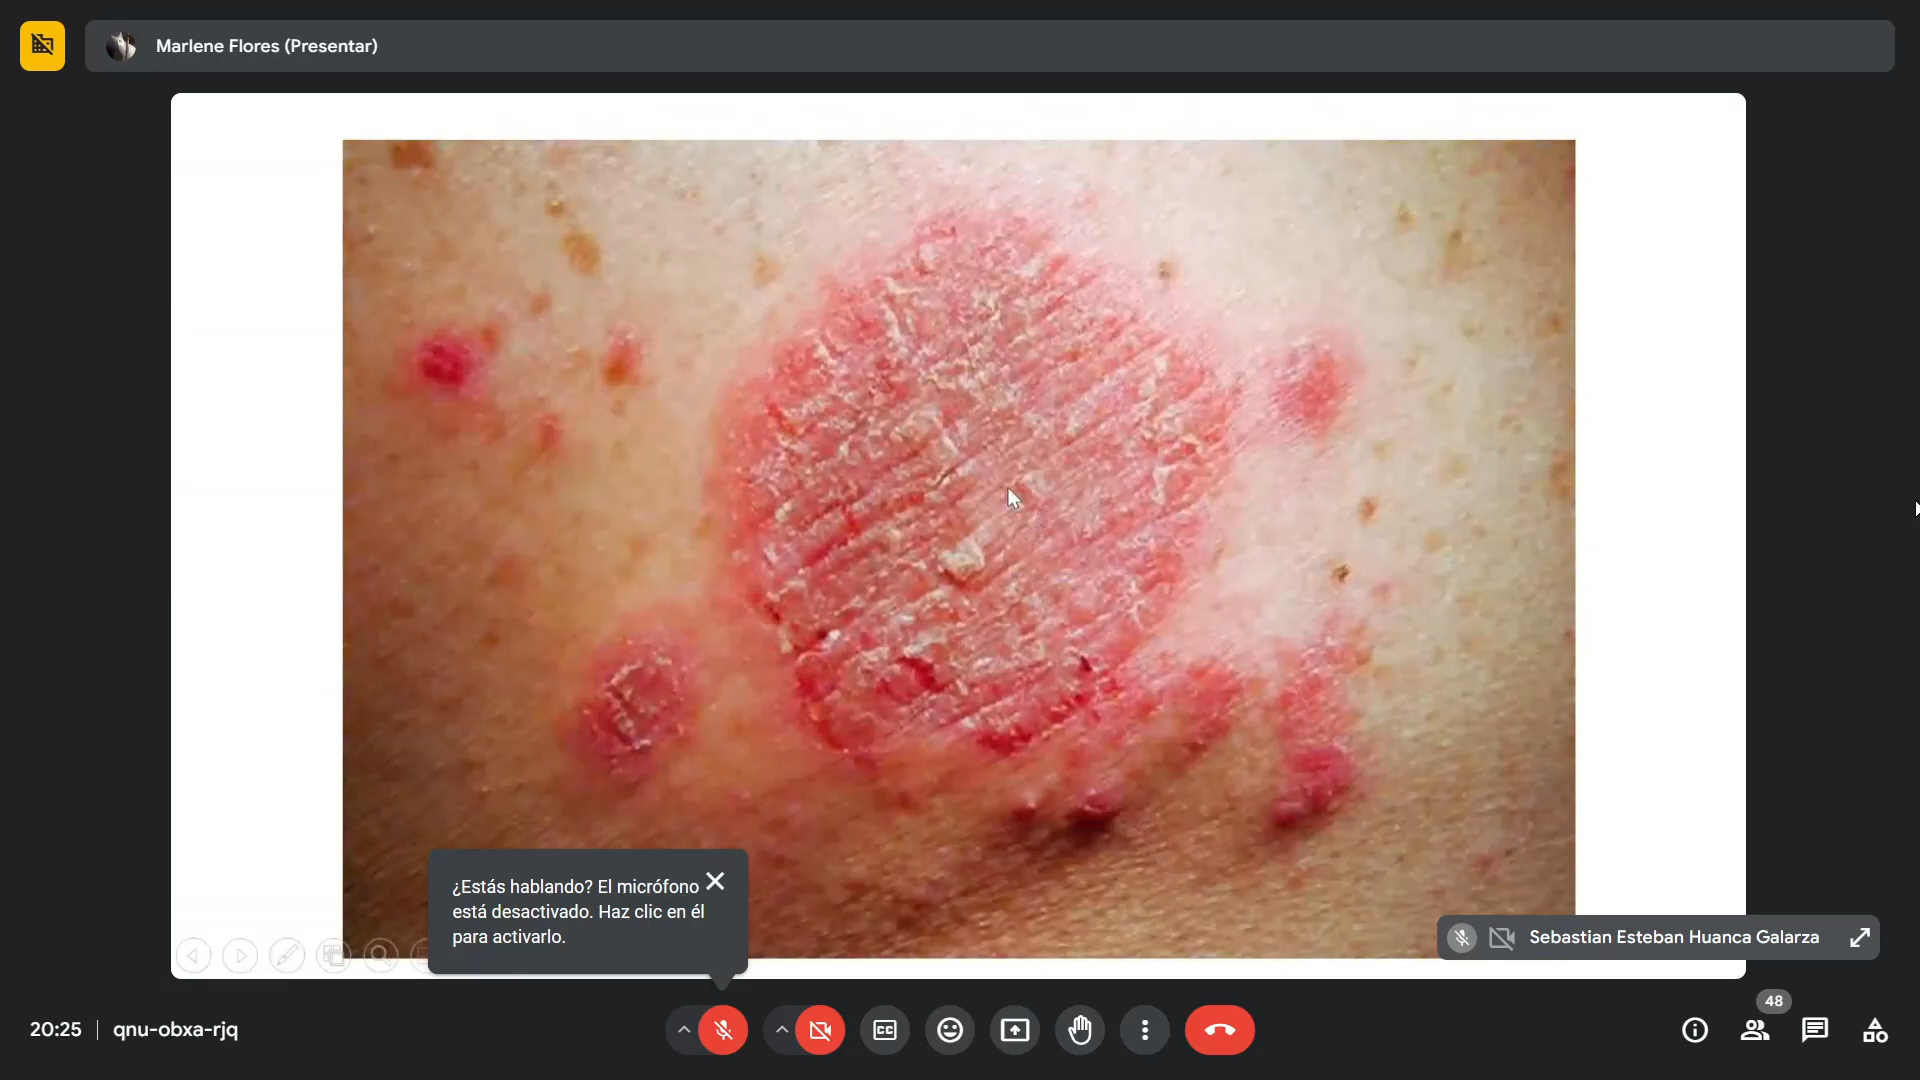 Marlene Flores (Presentar)
¿Estás hablando? El micrófono
está desactivado. Haz clic en él
para activarlo.
Sebastian Esteban Huanca Galarza
20:25 | qnu-obxa-rjq
CC
48